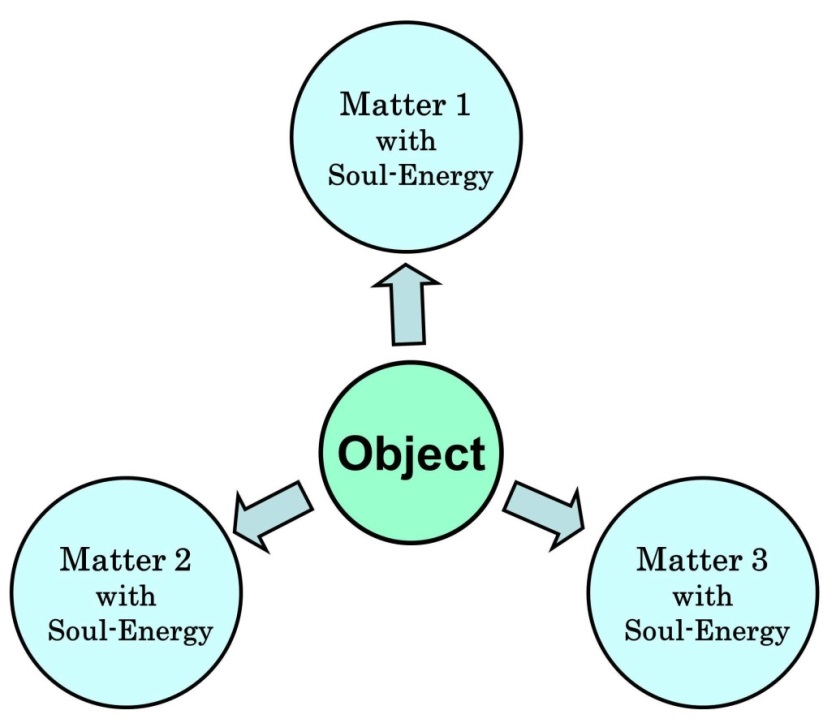 Matter 1
with
Soul-Energy
Object
Matter 2
with
Soul-Energy
Matter 3
with
Soul-Energy